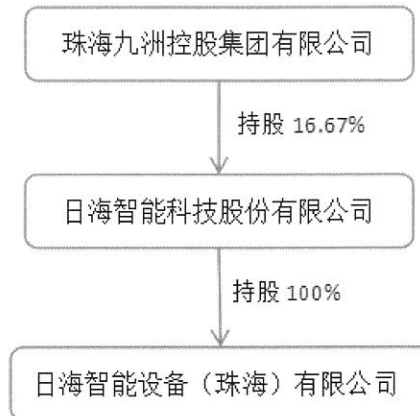 珠海九洲控股集团有限公司
持股 16.67%
日海智能科技股份有限公司
持股 100%
日海智能设备（珠海）有限公司